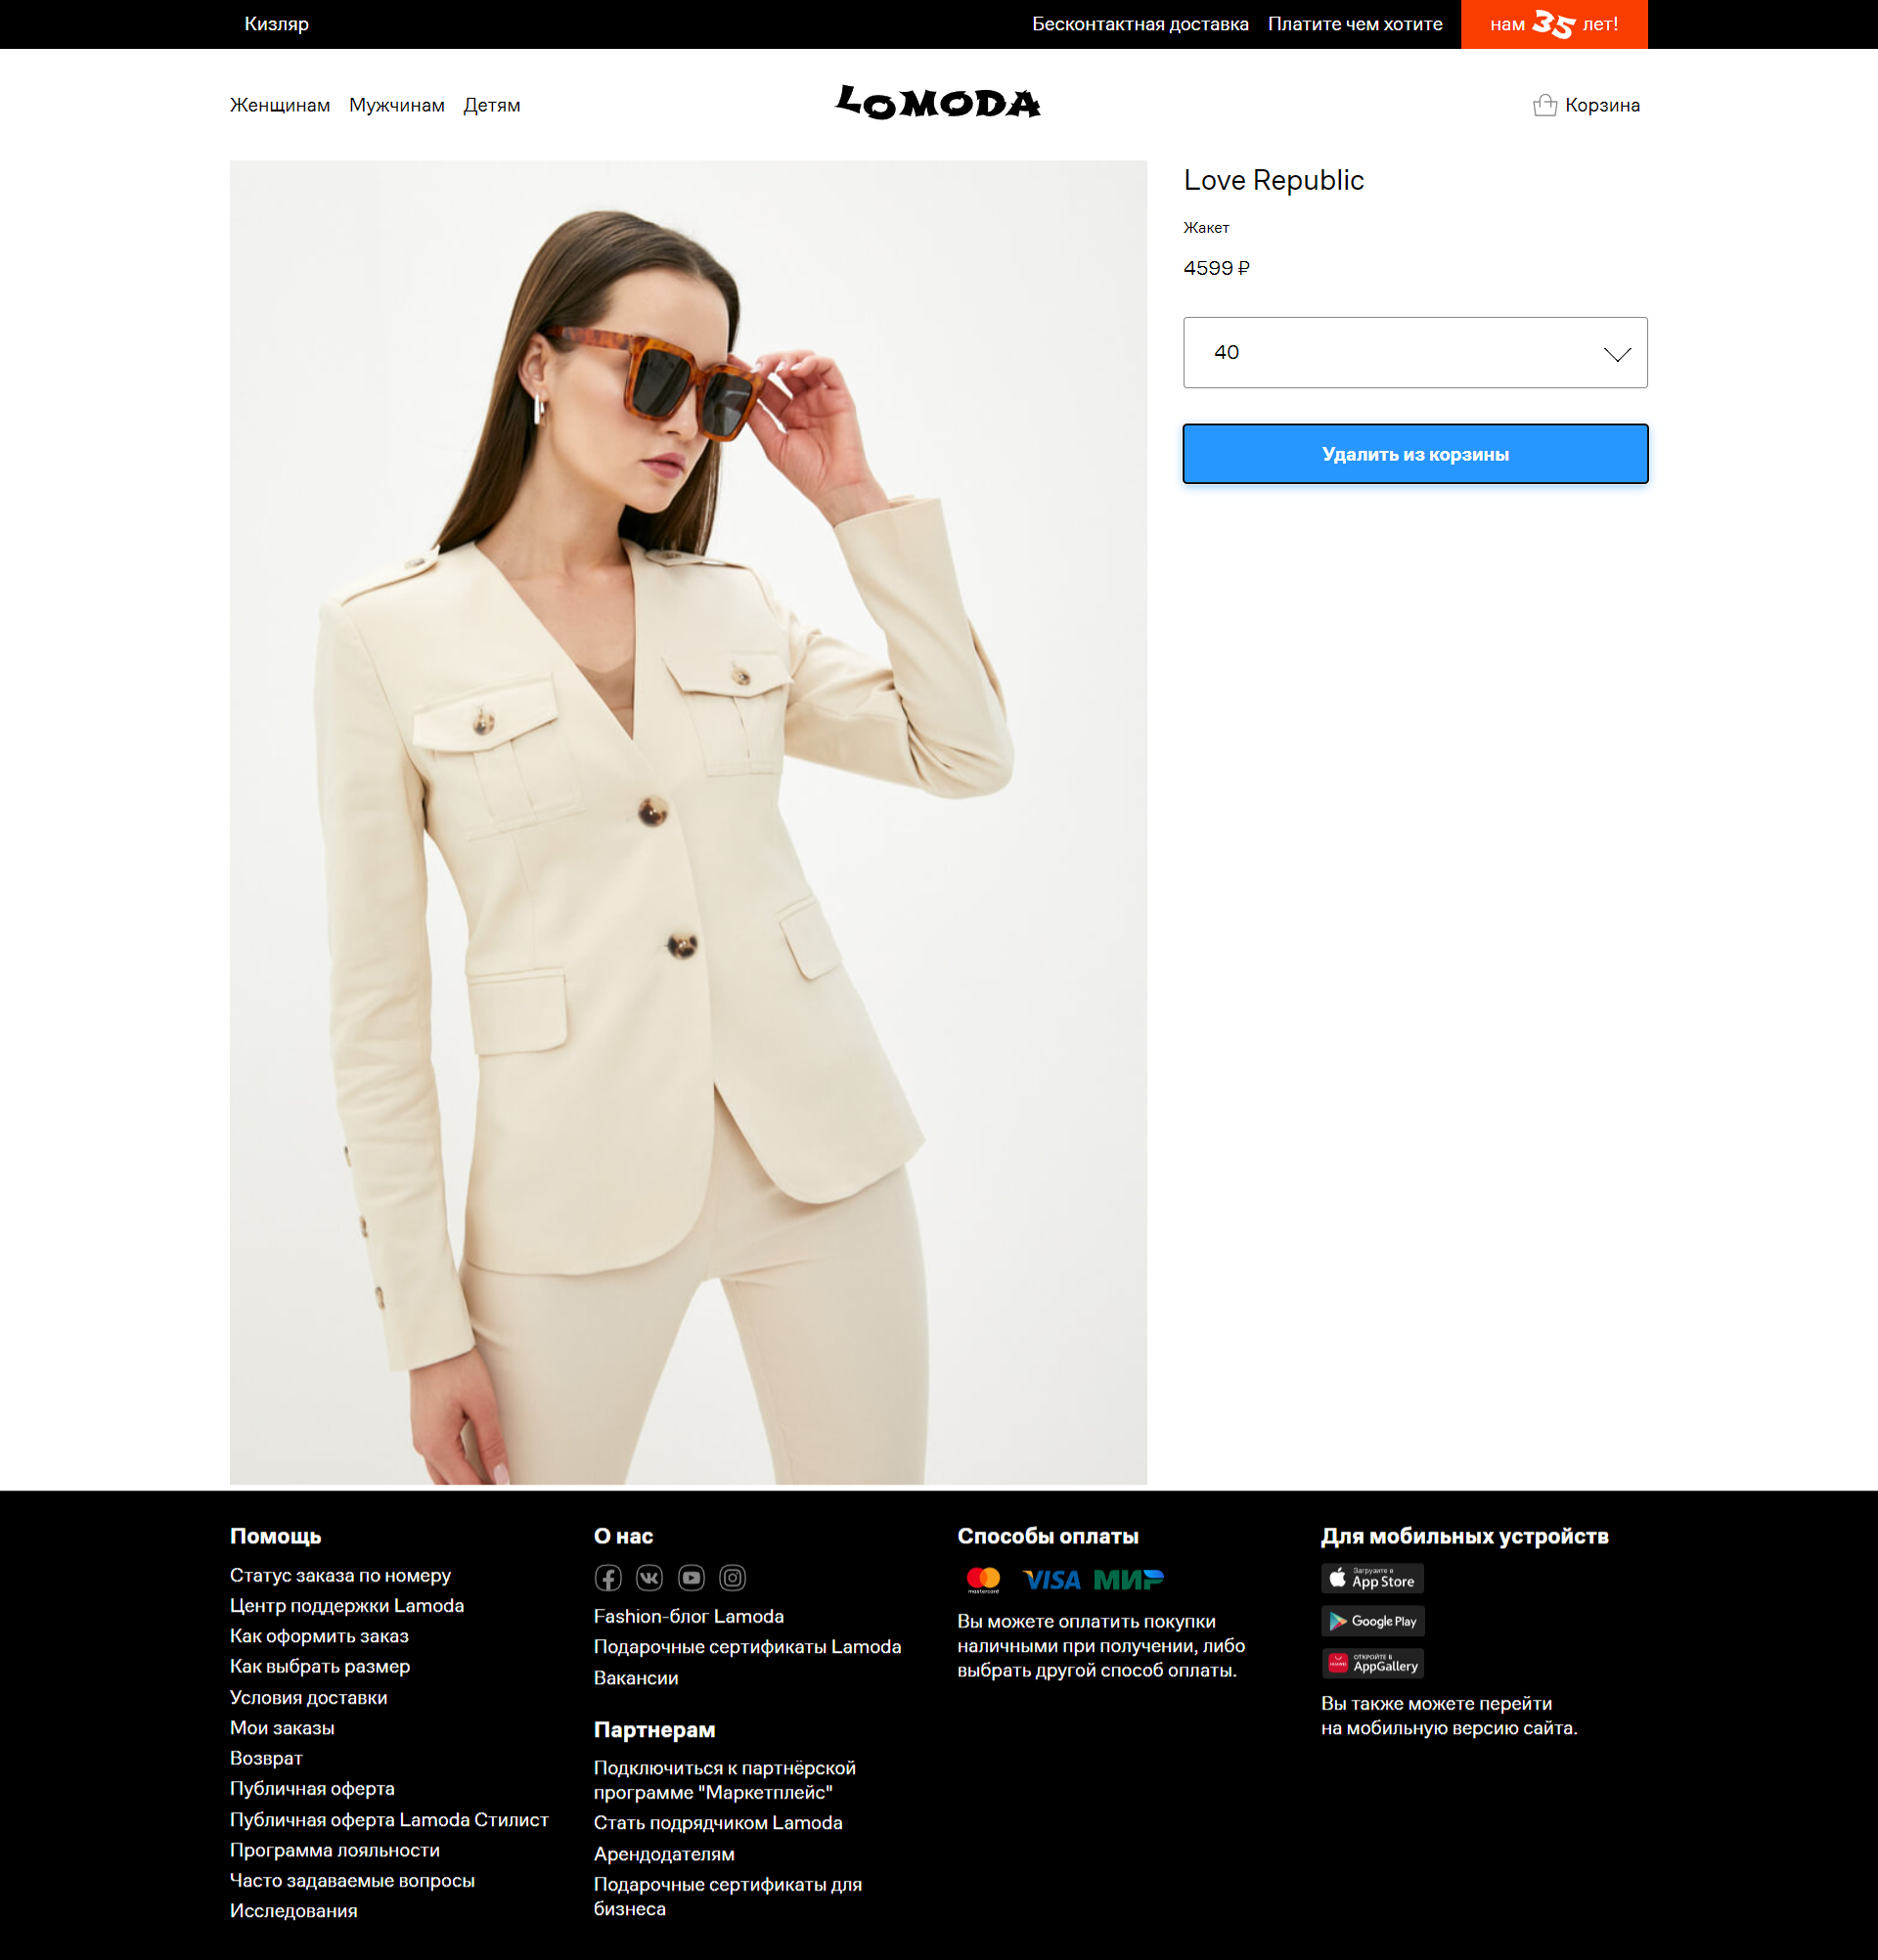 Кизляр
Бесконтактная доставка
Платите чем хотите
нам 35 лет!
Женщинам
Мужчинам
Детям
LOMODA
Корзина
Love Republic
Жакет
4599 ₽
40
Удалить из корзины
Помощь
Статус заказа по номеру
Центр поддержки Lamoda
Как оформить заказ
Как выбрать размер
Условия доставки
Мои заказы
Возврат
Публичная оферта
Публичная оферта Lamoda Стилист
Программа лояльности
Часто задаваемые вопросы
Исследования
О нас
Fashion-блог Lamoda
Подарочные сертификаты Lamoda
Вакансии
Партнерам
Подключиться к партнёрской
программе "Маркетплейс"
Стать подрядчиком Lamoda
Арендодателям
Подарочные сертификаты для
бизнеса
Способы оплаты
mastercard
VISA
МИР
Вы можете оплатить покупки
наличными при получении, либо
выбрать другой способ оплаты.
Для мобильных устройств
Загрузите в
App Store
Google Play
HUAWEI
ОТКРОЙТЕ В
AppGallery
Вы также можете перейти
на мобильную версию сайта.